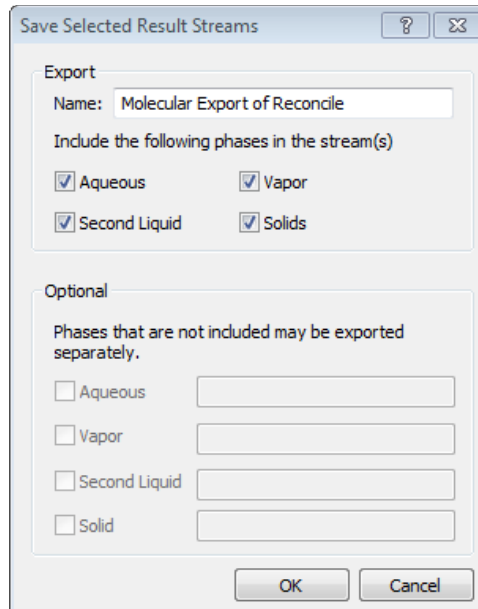 Save Selected Result Streams
Export
Name: Molecular Export of Reconcile
Include the following phases in the stream(s)
Aqueous Vapor
Second Liquid Solids
Optional
Phases that are not included may be exported
separately.
Aqueous
Vapor
Second Liquid
Solid
OK Cancel